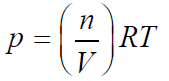 p = (n/V) RT